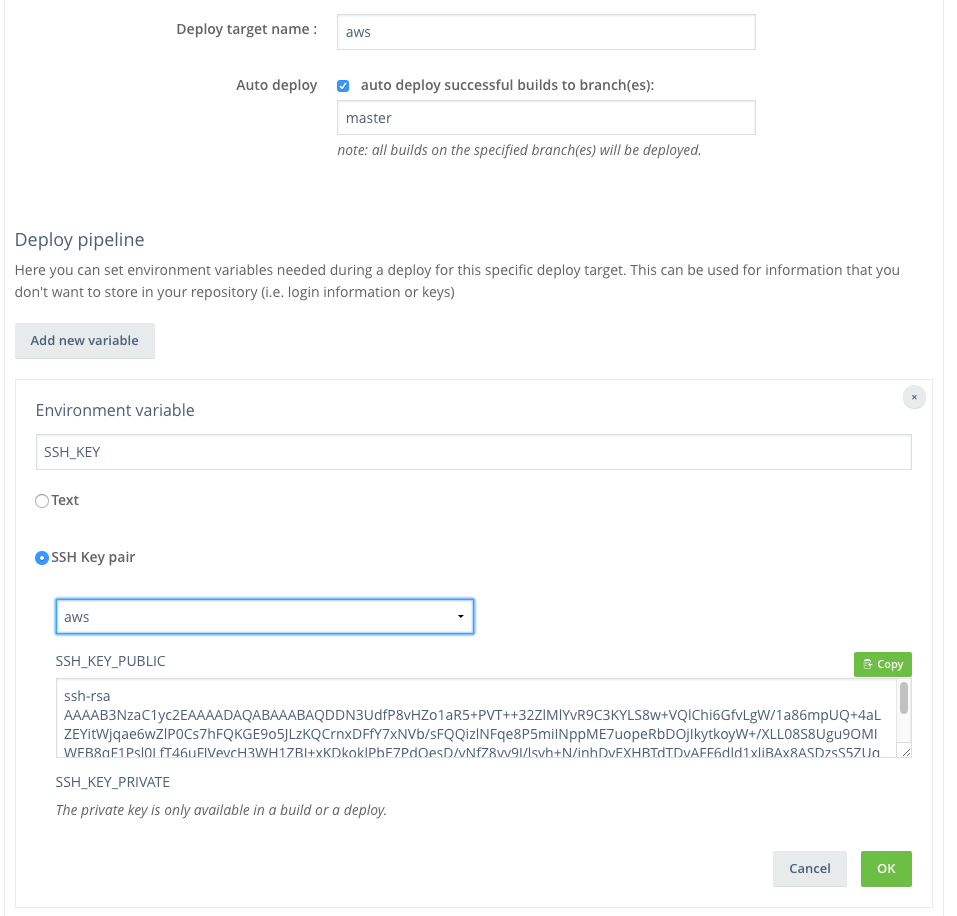 Deploy target name :
aws
Auto deploy
auto deploy successful builds to branch(es):
master
note: all builds on the specified branch(es) will be deployed.
Deploy pipeline
Here you can set environment variables needed during a deploy for this specific deploy target. This can be used for information that you
don't want to store in your repository (i.e. login information or keys)
Add new variable
×
Environment variable
SSH_KEY
Text
SSH Key pair
aws
SSH_KEY_PUBLIC
Copy
ssh-rsa
AAAAB3NzaC1yc2EAAAADAQABAAABAQDDN3UdfP8vHZo1aR5+PVT++32ZlMlYvR9C3KYLS8w+VQlChi6GfvLgW/1a86mpUQ+4aL
ZEYitWjqae6wZlP0Cs7hFQKGE9o5JLzKQCrnxDFfY7xNVb/sFQQizlNFqe8P5milNppME7uopeRbDOjIkytkoyW+/XLL08S8Ugu9OMI
SSH_KEY_PRIVATE
The private key is only available in a build or a deploy.
Cancel
OK